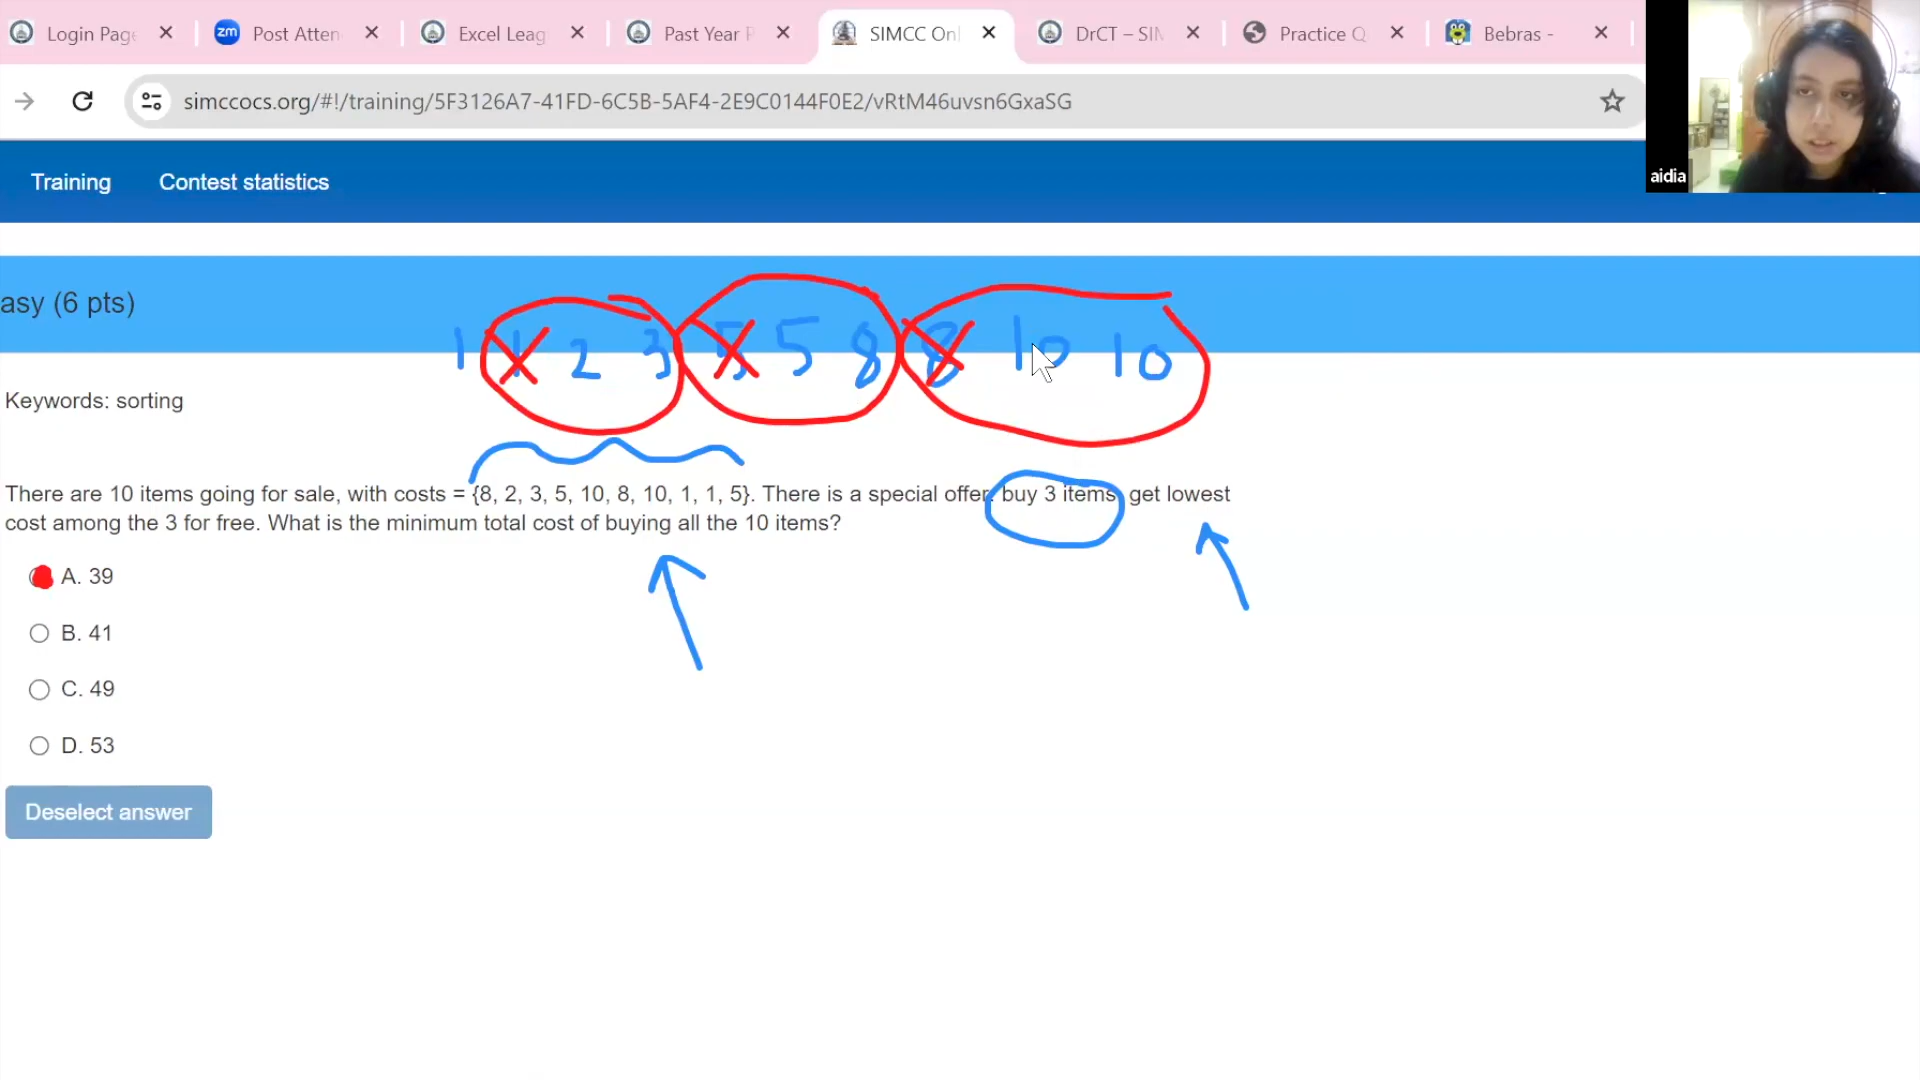 Login Pag
Post Atten
Excel Leag
Past Year P
SIMCC Onl
DrCT – SIM
Practice Q
Bebras -
simccocs.org/#!/training/5F3126A7-41FD-6C5B-5AF4-2E9C0144F0E2/vRtM46uvsn6GxaSG
aidia
Training Contest statistics
asy (6 pts)
1 1 2 3 5 5 8 8 10 10
Keywords: sorting
There are 10 items going for sale, with costs = {8, 2, 3, 5, 10, 8, 10, 1, 1, 5}. There is a special offer: buy 3 items, get lowest
cost among the 3 for free. What is the minimum total cost of buying all the 10 items?
A. 39
B. 41
C. 49
D. 53
Deselect answer